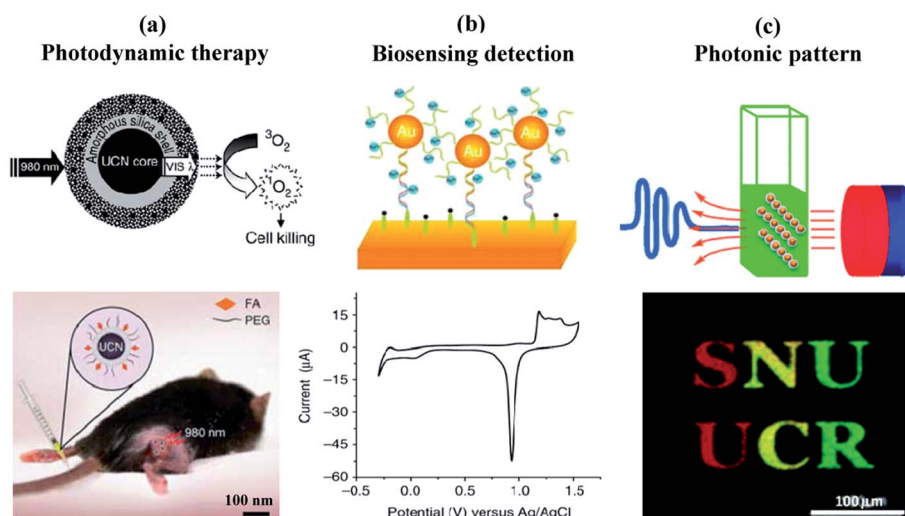 (a)
Photodynamic therapy
980 nm
Amorphous silica shell
UCN core
VIS λ
³O₂
¹O₂
Cell killing
FA
PEG
UCN
980 nm
100 nm
(b)
Biosensing detection
Au
Au
Au
Current (μA)
15
0
−15
−30
−45
−60
−0.5
0.0
0.5
1.0
1.5
Potential (V) versus Ag/AgCl
(c)
Photonic pattern
SNU
UCR
100μm